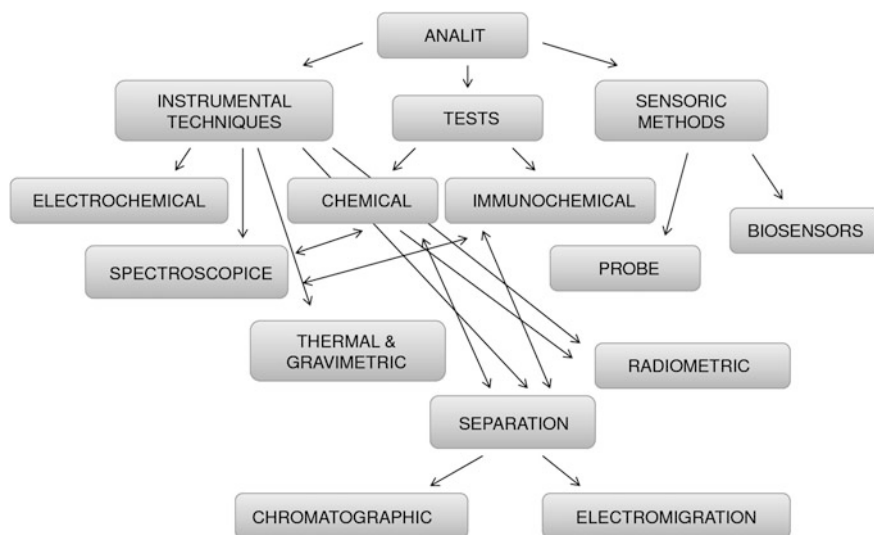 ANALIT
INSTRUMENTAL
TECHNIQUES
TESTS
SENSORIC
METHODS
ELECTROCHEMICAL
CHEMICAL
IMMUNOCHEMICAL
BIOSENSORS
SPECTROSCOPICE
PROBE
THERMAL &
GRAVIMETRIC
RADIOMETRIC
SEPARATION
CHROMATOGRAPHIC
ELECTROMIGRATION